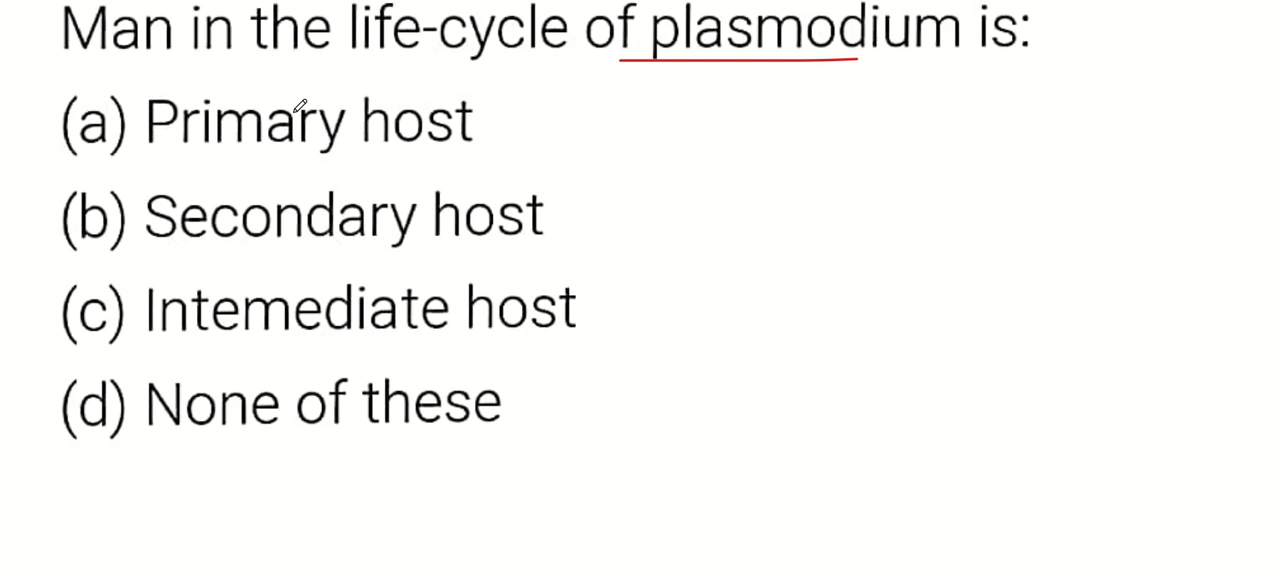 Man in the life-cycle of plasmodium is:
(a) Primary host
(b) Secondary host
(c) Intemediate host
(d) None of these